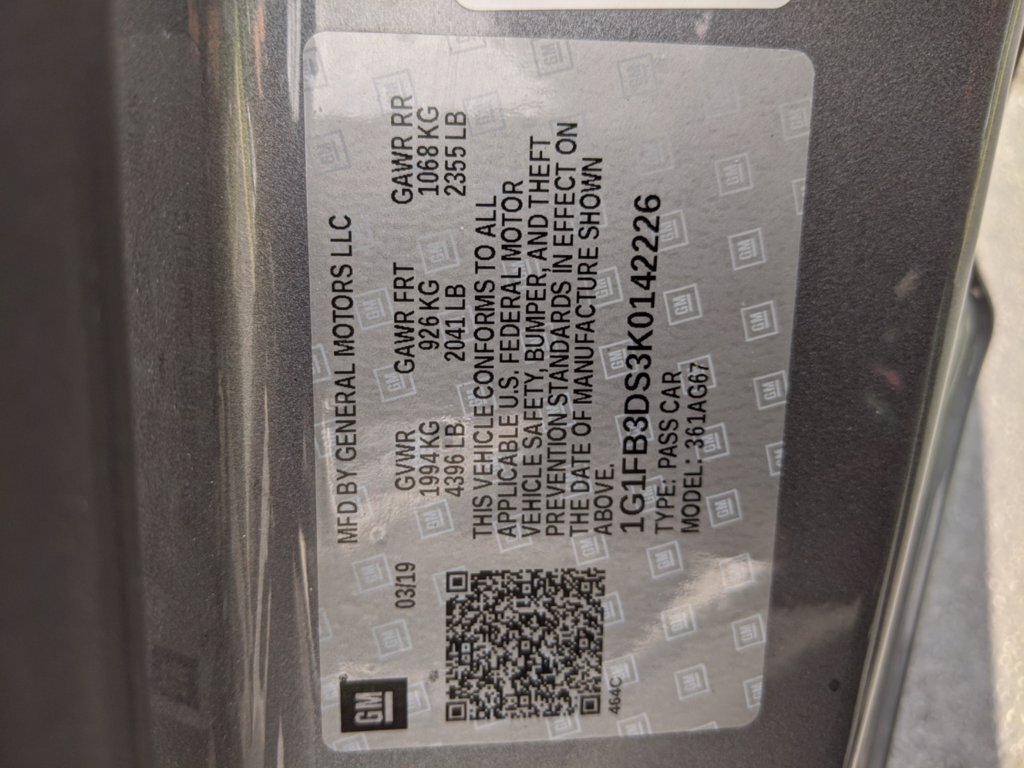 GM
MFD BY GENERAL MOTORS LLC
03/19
GVWR GAWR FRT GAWR RR
1994 KG 926 KG 1068 KG
4396 LB 2041 LB 2355 LB
THIS VEHICLE CONFORMS TO ALL
APPLICABLE U.S. FEDERAL MOTOR
VEHICLE SAFETY, BUMPER, AND THEFT
PREVENTION STANDARDS IN EFFECT ON
THE DATE OF MANUFACTURE SHOWN
ABOVE.
1G1FB3DS3K0142226
TYPE: PASS CAR
MODEL: 361AG67
464C